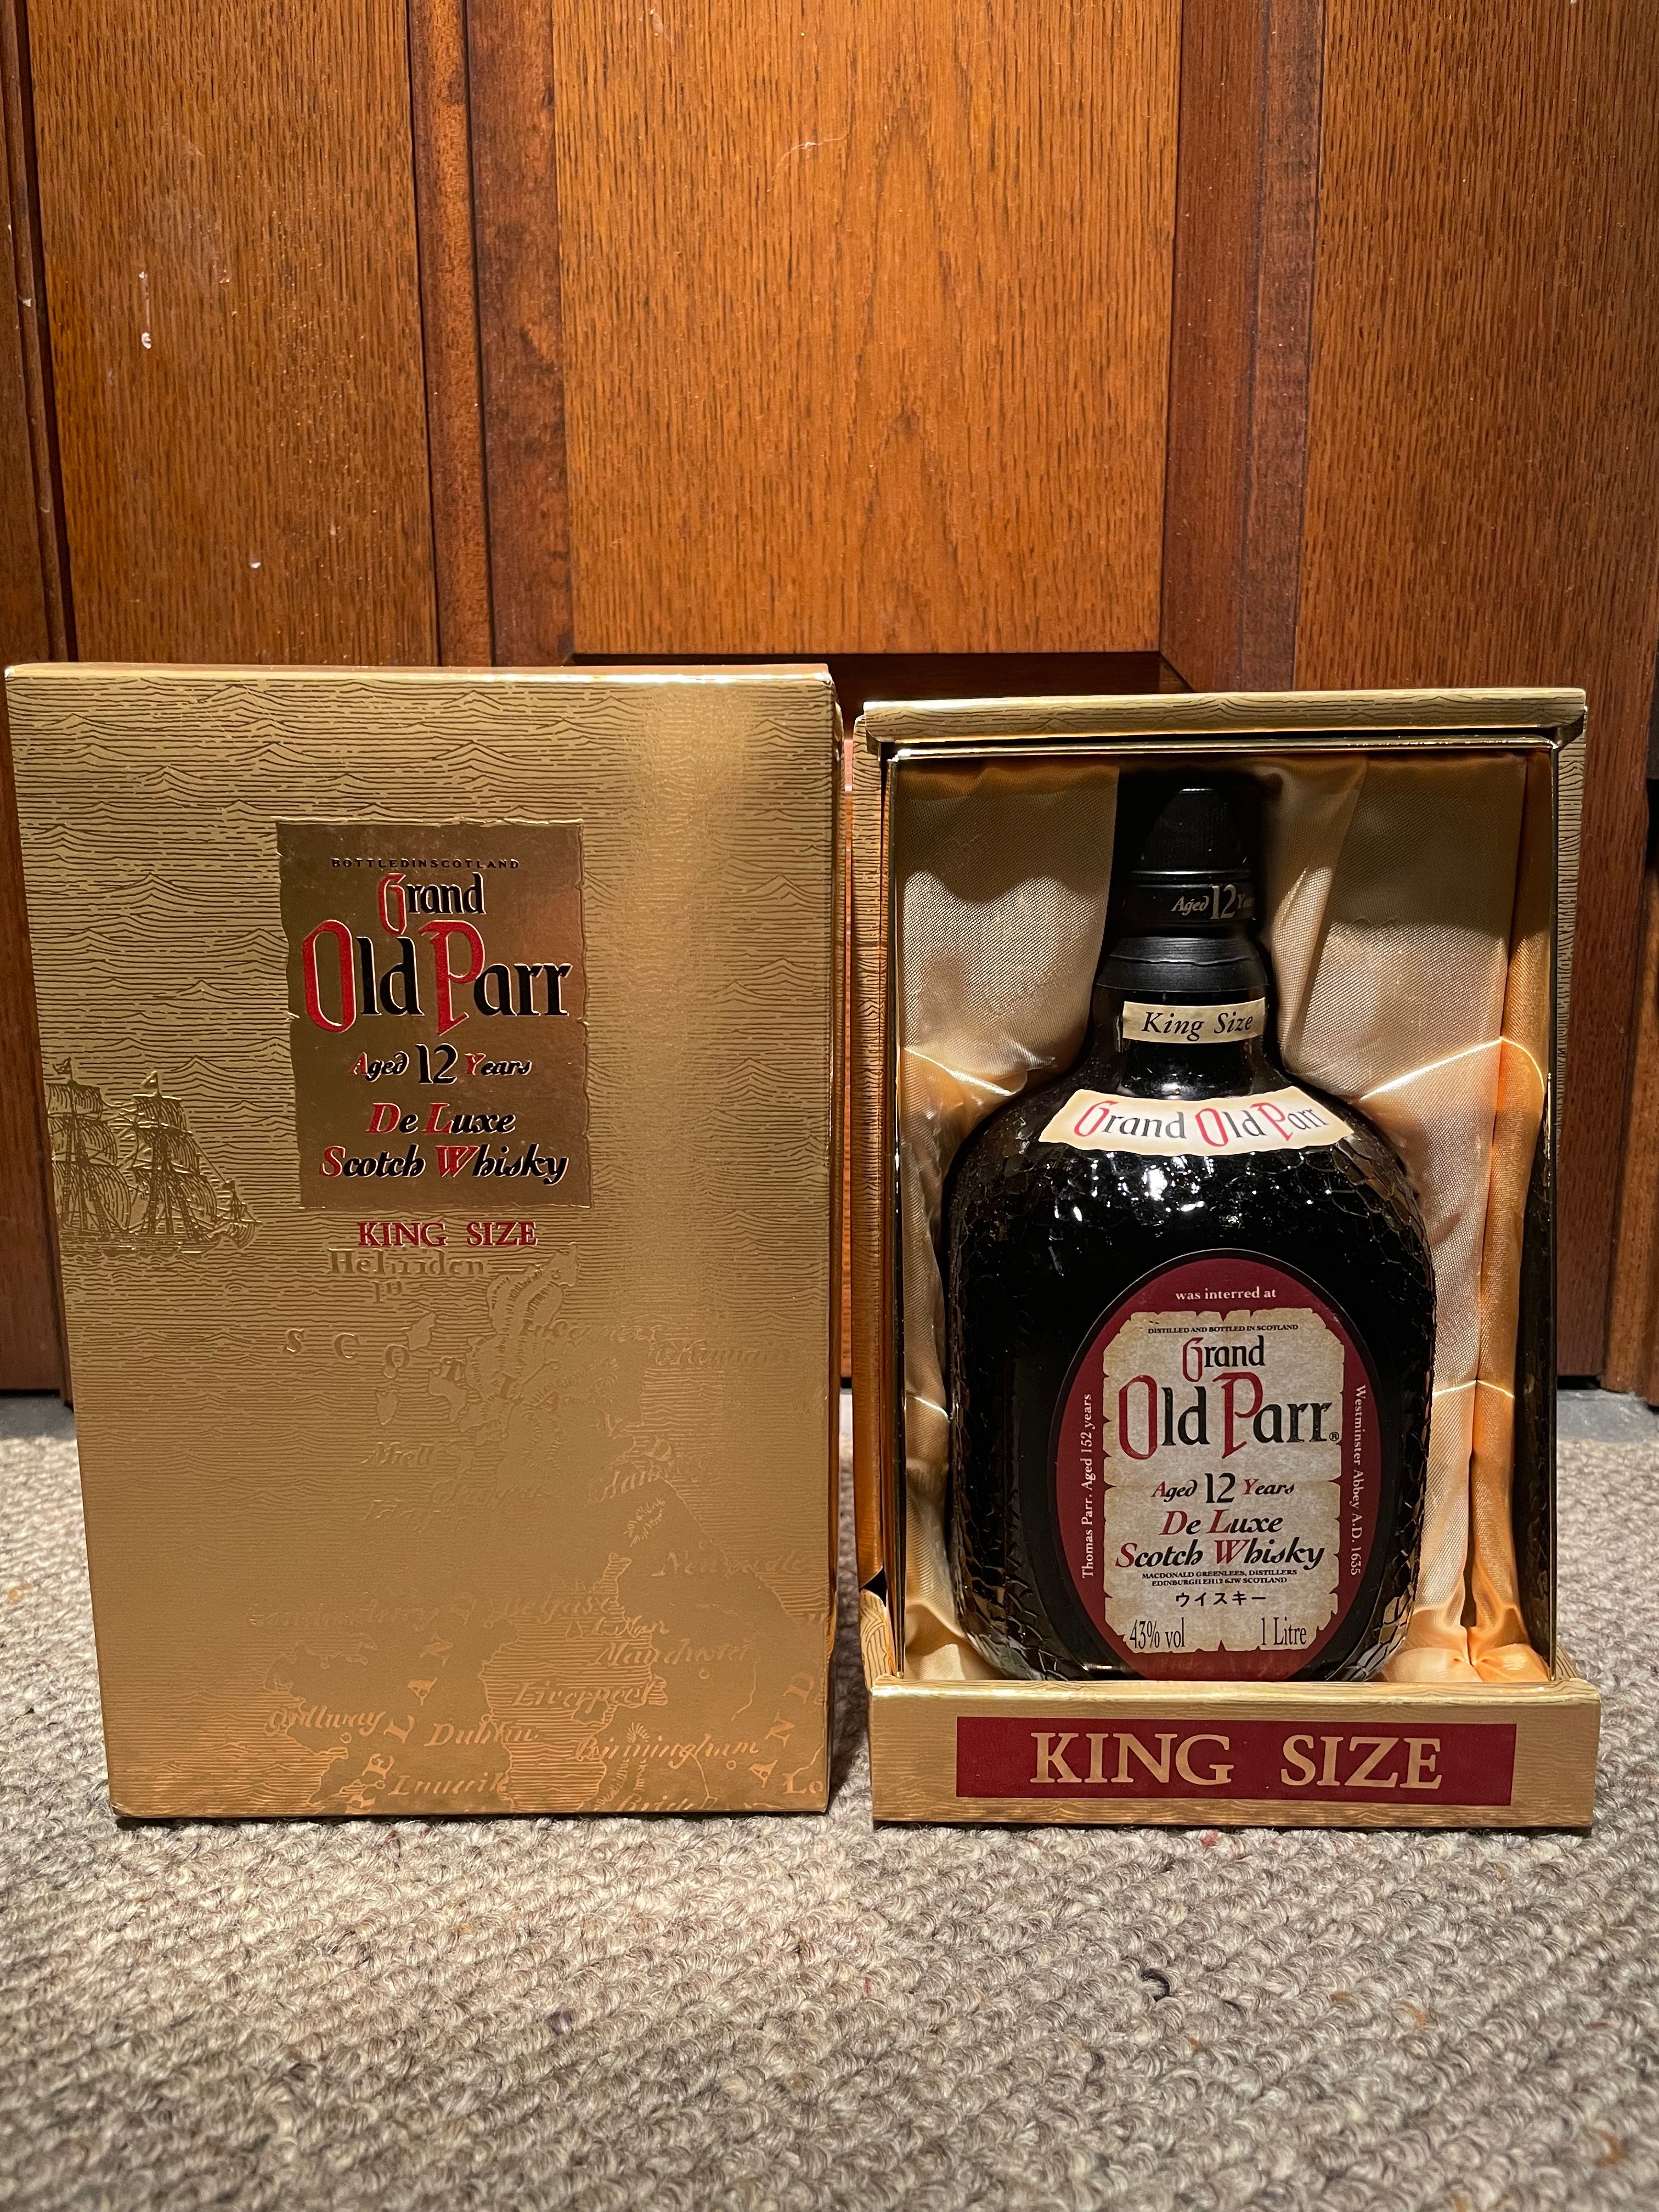 BOTTLED IN SCOTLAND
Grand
Old Parr
Aged 12 Years
De Luxe
Scotch Whisky
KING SIZE
SCOT
Newcastle
Manchester
Liverpool
Dublin
Birmingham
Aged 12
King Size
Grand Old Parr
was interred at
DISTILLED AND BOTTLED IN SCOTLAND
Grand
Old Parr®
Thomas Parr. Aged 152 years
Westminster Abbey A.D. 1635
Aged 12 Years
De Luxe
Scotch Whisky
MACDONALD GREENLEES, DISTILLERS
EDINBURGH EH12 6JW SCOTLAND
ウイスキー
43% vol 1 Litre
KING SIZE